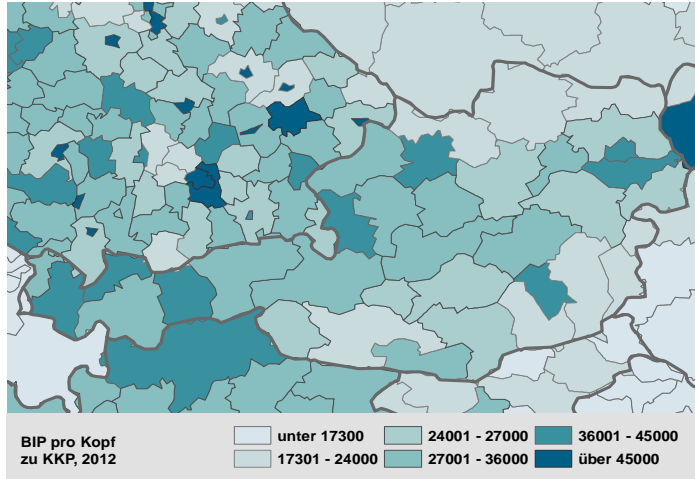 BIP pro Kopf
zu KKP, 2012
unter 17300
17301 - 24000
24001 - 27000
27001 - 36000
36001 - 45000
über 45000